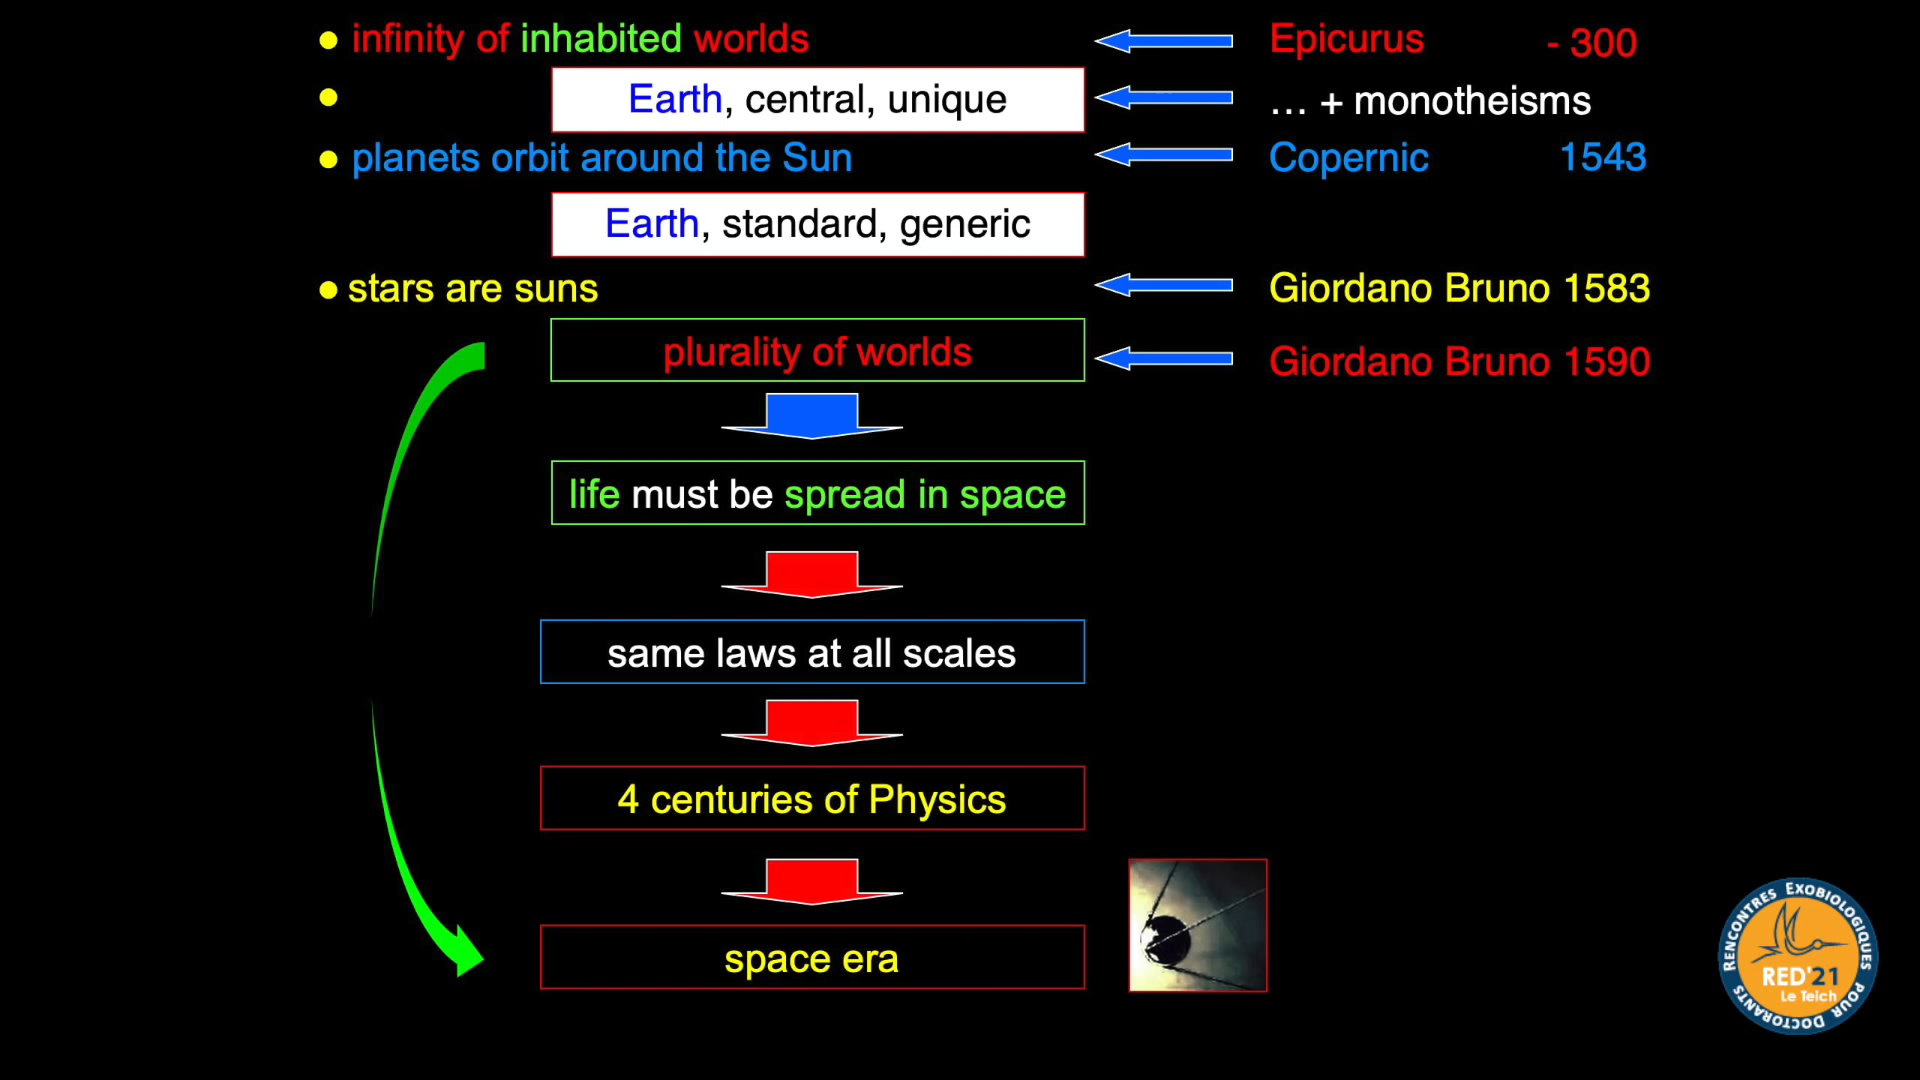 ● infinity of inhabited worlds Epicurus - 300
● Earth, central, unique … + monotheisms
● planets orbit around the Sun Copernic 1543
Earth, standard, generic
● stars are suns Giordano Bruno 1583
plurality of worlds Giordano Bruno 1590
life must be spread in space
same laws at all scales
4 centuries of Physics
space era
RENCONTRES EXOBIOLOGIQUES POUR DOCTORANTS
RED'21
Le Teich